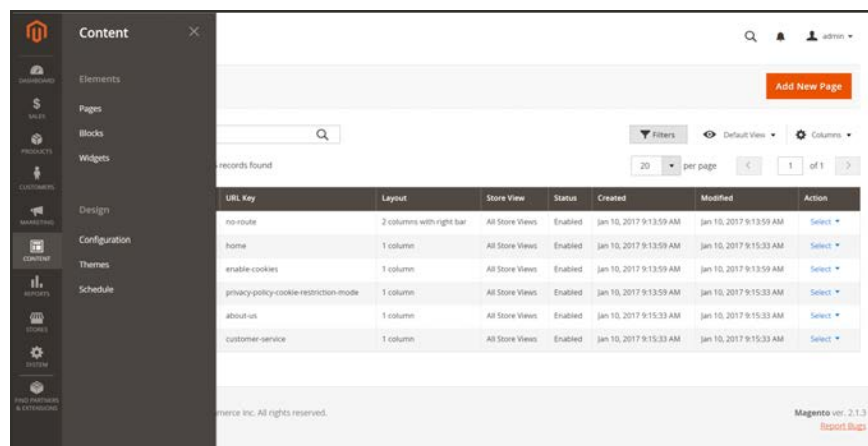 Content
admin
DASHBOARD
Elements
Add New Page
SALES
Pages
PRODUCTS
Blocks
Filters
Default View
Columns
Widgets
records found
20
per page
1
of 1
CUSTOMERS
URL Key
Layout
Store View
Status
Created
Modified
Action
MARKETING
Design
no-route
2 columns with right bar
All Store Views
Enabled
Jan 10, 2017 9:13:59 AM
Jan 10, 2017 9:13:59 AM
Select
CONTENT
Configuration
home
1 column
All Store Views
Enabled
Jan 10, 2017 9:13:59 AM
Jan 10, 2017 9:15:33 AM
Select
Themes
enable-cookies
1 column
All Store Views
Enabled
Jan 10, 2017 9:13:59 AM
Jan 10, 2017 9:13:59 AM
Select
REPORTS
Schedule
privacy-policy-cookie-restriction-mode
1 column
All Store Views
Enabled
Jan 10, 2017 9:13:59 AM
Jan 10, 2017 9:15:33 AM
Select
STORES
about-us
1 column
All Store Views
Enabled
Jan 10, 2017 9:15:33 AM
Jan 10, 2017 9:15:33 AM
Select
SYSTEM
customer-service
1 column
All Store Views
Enabled
Jan 10, 2017 9:15:33 AM
Jan 10, 2017 9:15:33 AM
Select
FIND PARTNERS
& EXTENSIONS
merce Inc. All rights reserved.
Magento ver. 2.1.3
Report Bugs